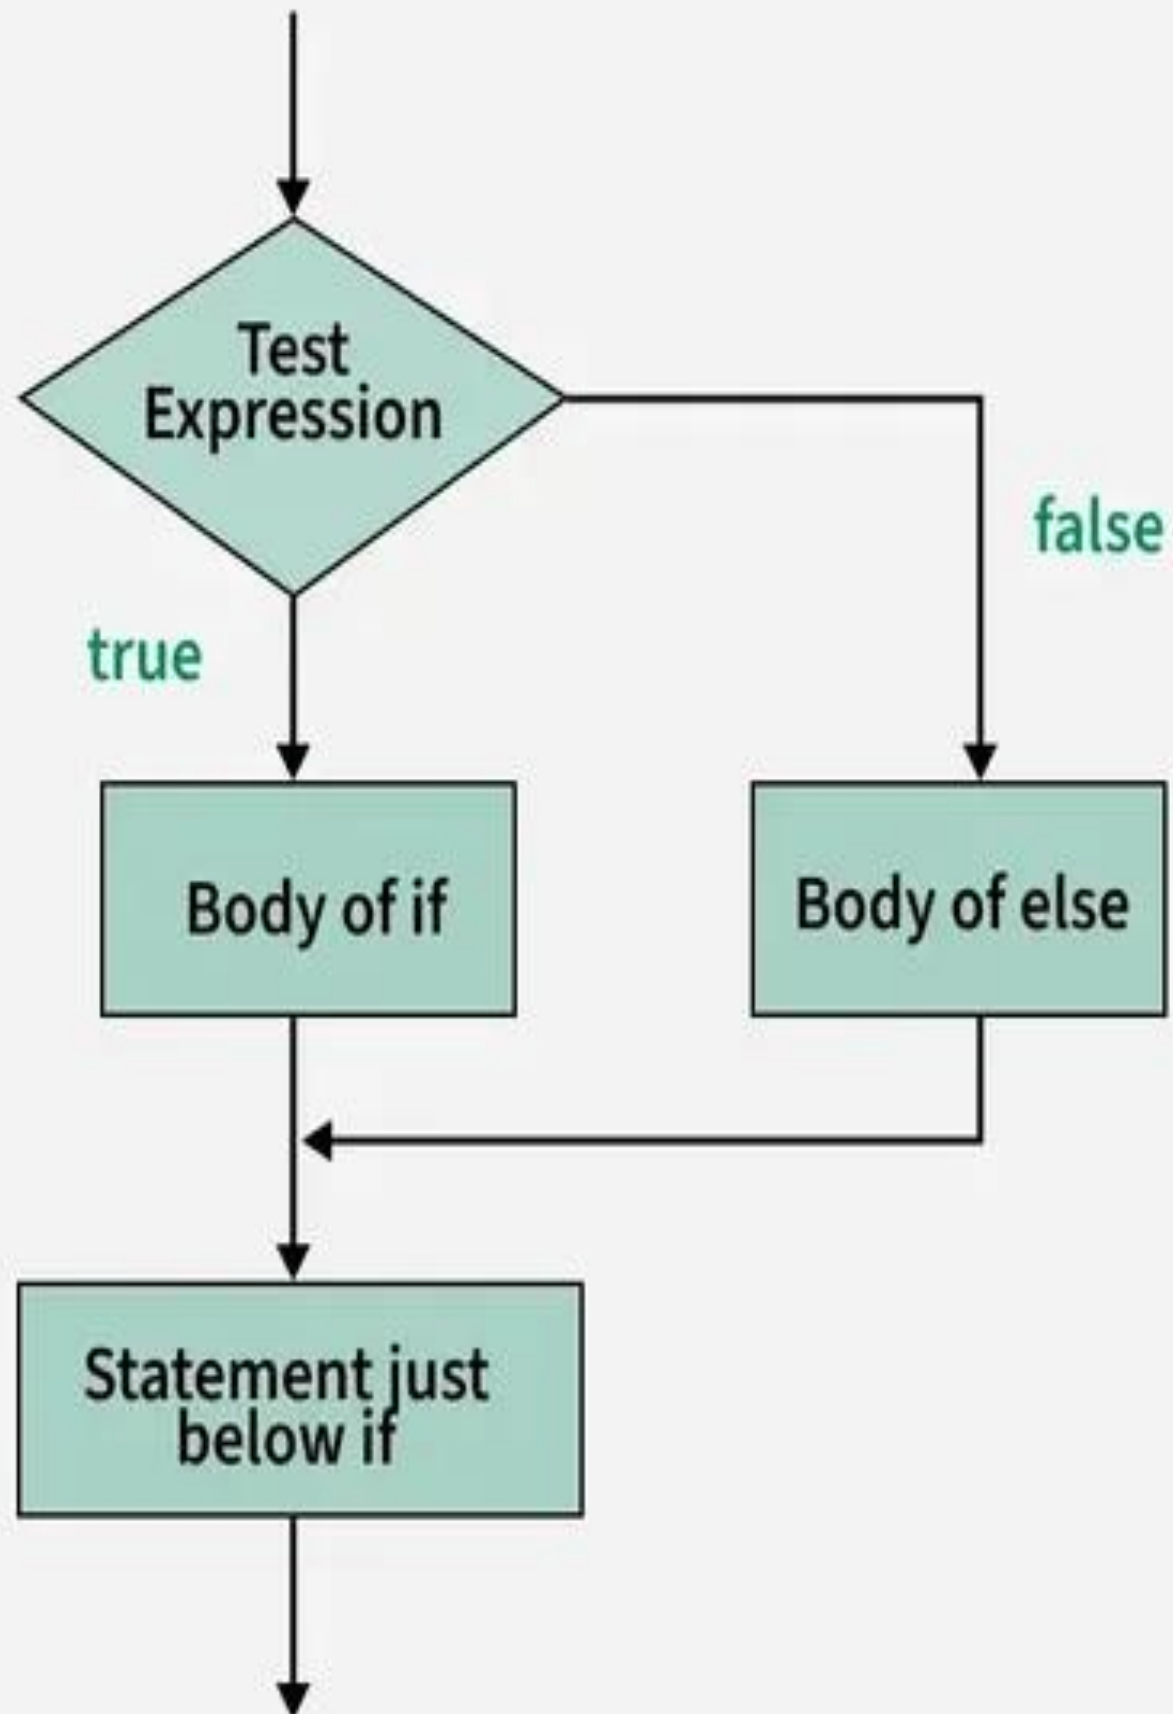 Test
Expression
false
true
Body of if
Body of else
Statement just
below if